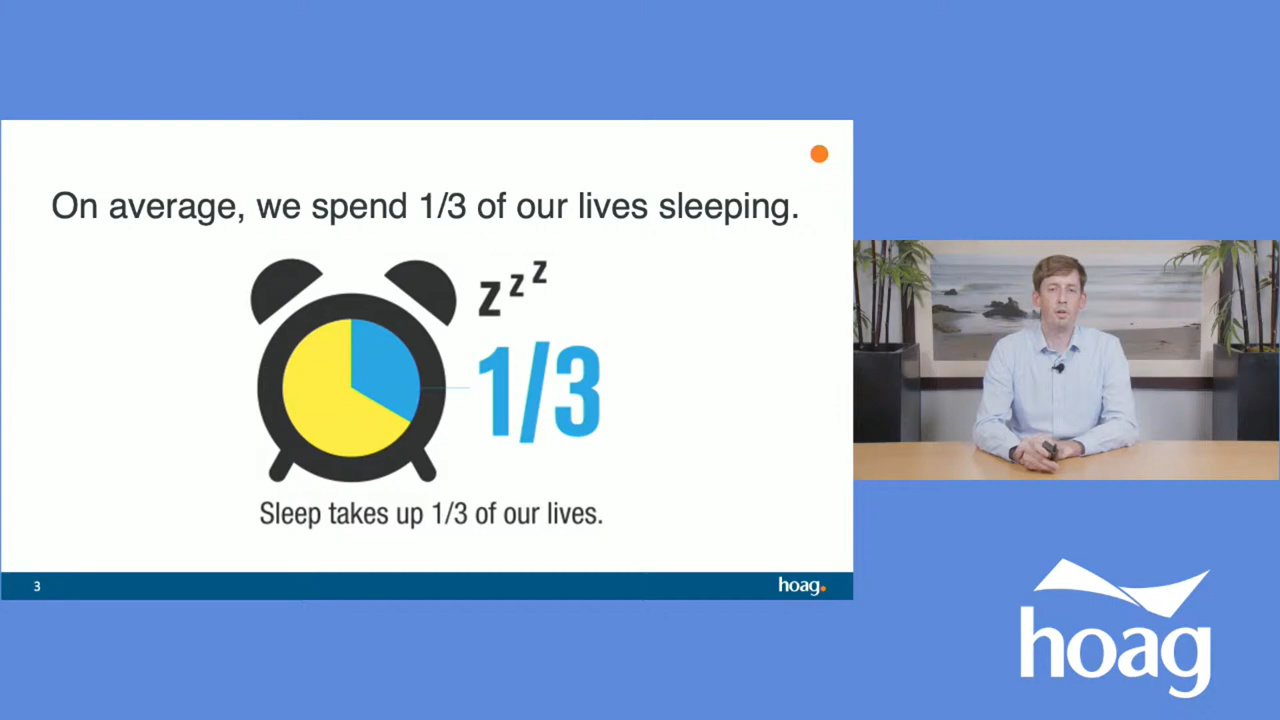 On average, we spend 1/3 of our lives sleeping.
z z z
1/3
Sleep takes up 1/3 of our lives.
3
hoag.
hoag